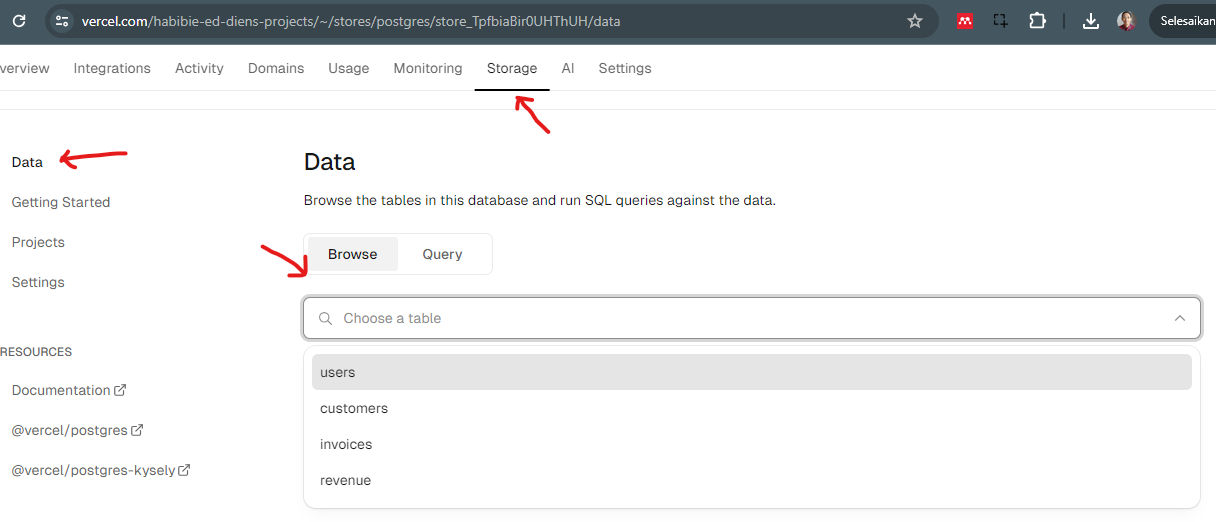 vercel.com/habibie-ed-diens-projects/~/stores/postgres/store_TpfbiaBir0UHThUH/data
Selesaikan
verview Integrations Activity Domains Usage Monitoring Storage AI Settings
Data
Getting Started
Projects
Settings
RESOURCES
Documentation
@vercel/postgres
@vercel/postgres-kysely
Data
Browse the tables in this database and run SQL queries against the data.
Browse Query
Choose a table
users
customers
invoices
revenue